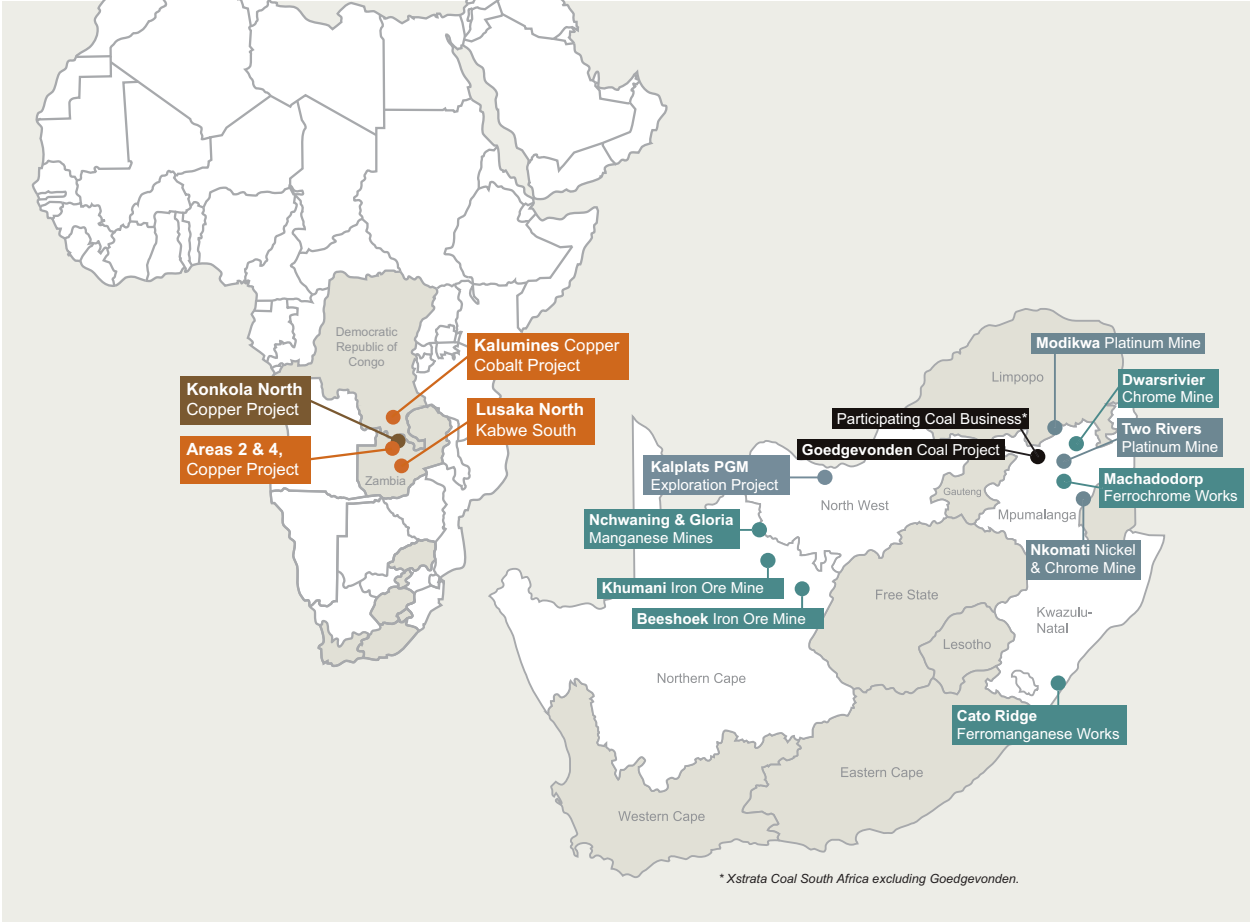 Democratic
Republic of
Congo
Kalumines Copper
Cobalt Project
Konkola North
Copper Project
Lusaka North
Kabwe South
Areas 2 & 4,
Copper Project
Zambia
Modikwa Platinum Mine
Limpopo
Dwarsrivier
Chrome Mine
Participating Coal Business*
Two Rivers
Platinum Mine
Goedgevonden Coal Project
Kalplats PGM
Exploration Project
Machadodorp
Ferrochrome Works
Gauteng
North West
Mpumalanga
Nchwaning & Gloria
Manganese Mines
Nkomati Nickel
& Chrome Mine
Khumani Iron Ore Mine
Free State
Beeshoek Iron Ore Mine
Kwazulu-
Natal
Lesotho
Northern Cape
Cato Ridge
Ferromanganese Works
Eastern Cape
Western Cape
* Xstrata Coal South Africa excluding Goedgevonden.